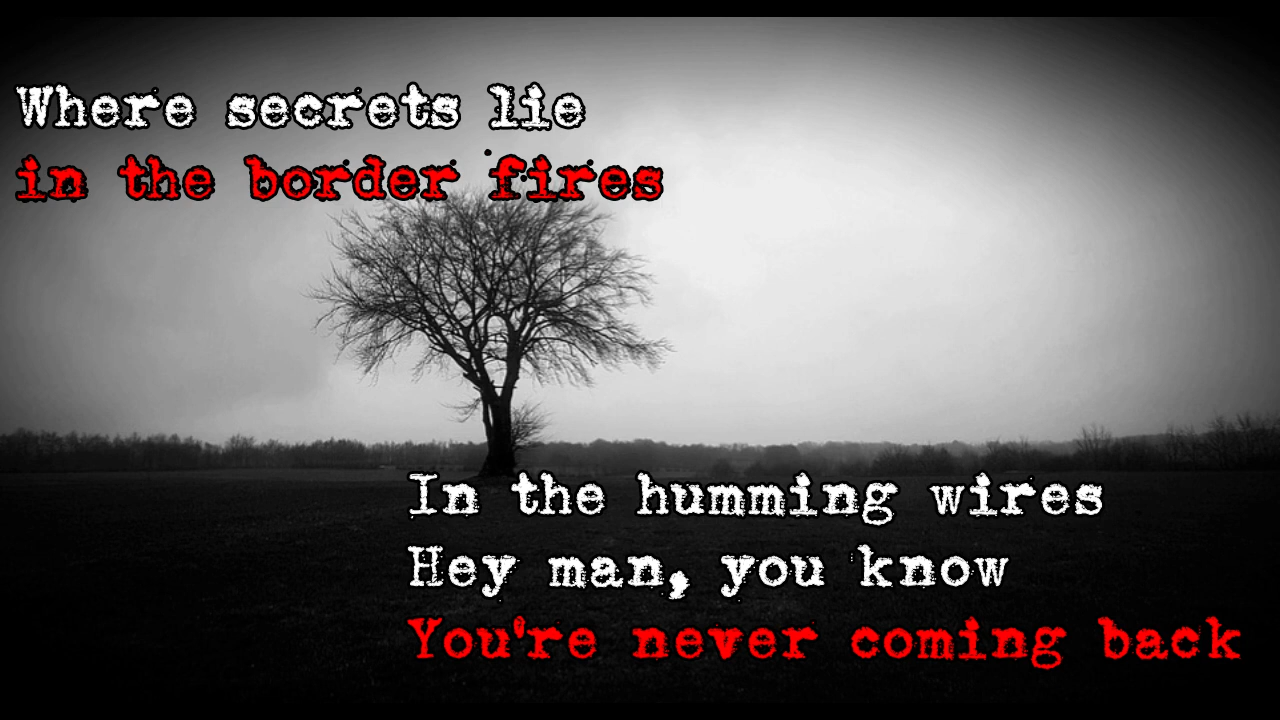 Where secrets lie
in the border fires
In the humming wires
Hey man, you know
You're never coming back